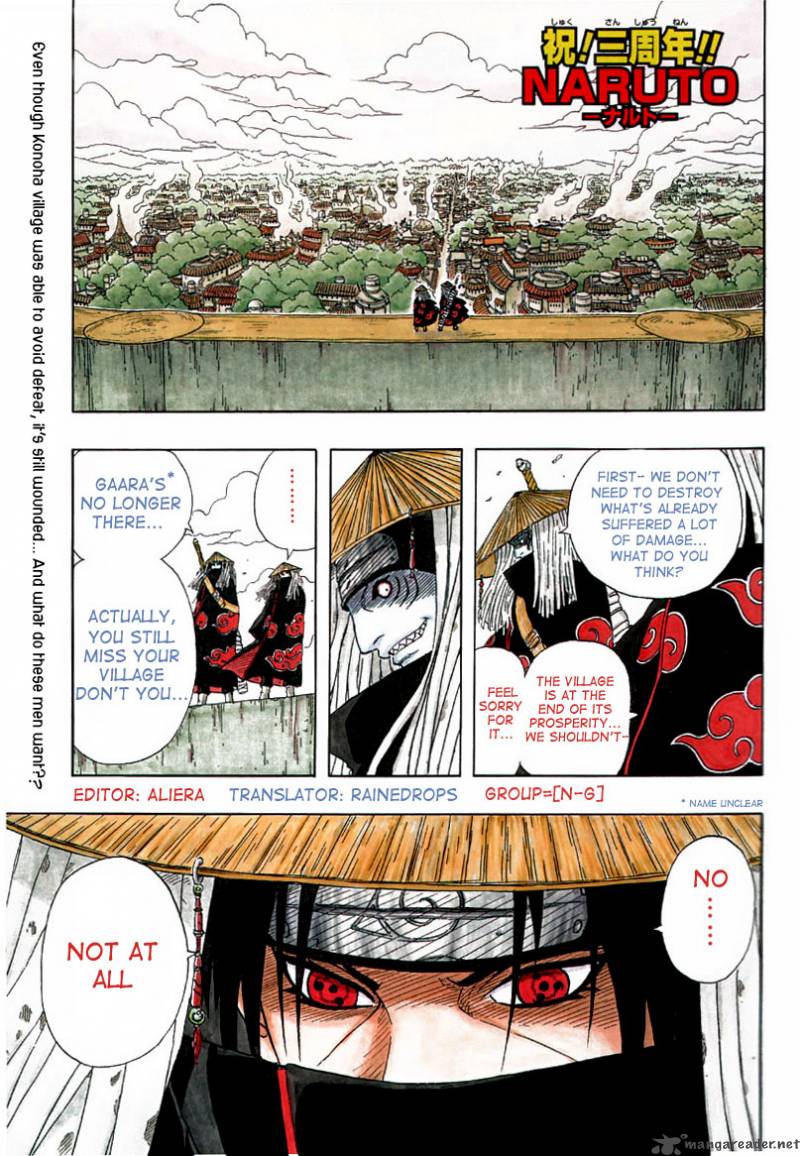 しゅく さん しゅう ねん
祝!三周年!!
NARUTO
ーナルトー
Even though Konoha village was able to avoid defeat, it's still wounded... And what do these men want??
FIRST- WE DON'T
NEED TO DESTROY
WHAT'S ALREADY
SUFFERED A LOT
OF DAMAGE...
WHAT DO YOU
THINK?
THE VILLAGE
IS AT THE
END OF ITS
PROSPERITY...
WE SHOULDN'T-
FEEL
SORRY
FOR
IT...
........
GAARA'S*
NO LONGER
THERE...
ACTUALLY,
YOU STILL
MISS YOUR
VILLAGE
DON'T YOU...
EDITOR: ALIERA TRANSLATOR: RAINEDROPS GROUP=[N-G]
* NAME UNCLEAR
NO
......
NOT AT
ALL
mangareader.net